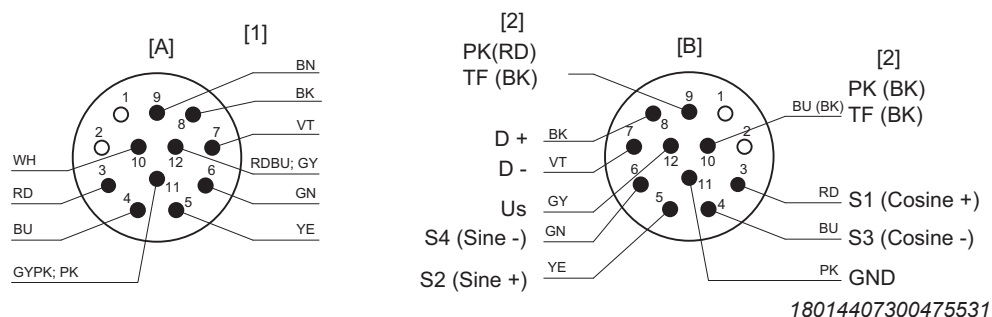 [1]
[A]
BN
BK
VT
RDBU; GY
GN
YE
WH
RD
BU
GYPK; PK
1
9
8
2
7
10
12
3
11
6
4
5
[2]
PK(RD)
TF (BK)
[B]
[2]
PK (BK)
TF (BK)
BU (BK)
D + BK
D - VT
Us GY
S4 (Sine -) GN
S2 (Sine +) YE
9
1
8
7
2
12
10
6
11
3
5
4
RD S1 (Cosine +)
BU S3 (Cosine -)
PK GND
18014407300475531